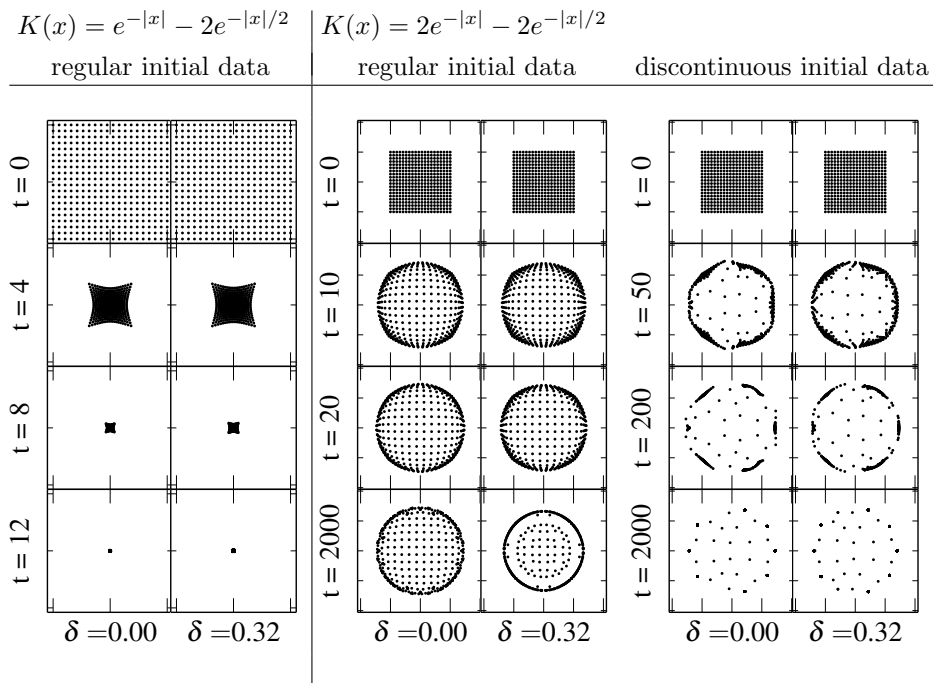 K(x) = e^{-|x|} − 2e^{-|x|/2}
K(x) = 2e^{-|x|} − 2e^{-|x|/2}
regular initial data
regular initial data
discontinuous initial data
t = 0
t = 4
t = 8
t = 12
δ =0.00
δ =0.32
t = 0
t = 10
t = 20
t = 2000
δ =0.00
δ =0.32
t = 0
t = 50
t = 200
t = 2000
δ =0.00
δ =0.32